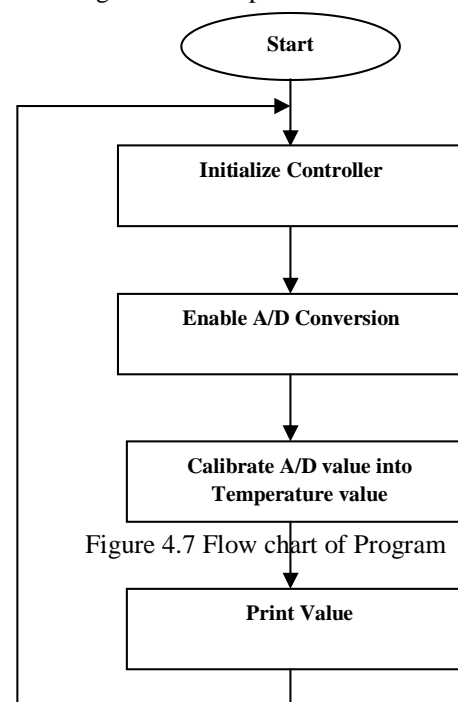 Start
Initialize Controller
Enable A/D Conversion
Calibrate A/D value into
Temperature value
Figure 4.7 Flow chart of Program
Print Value